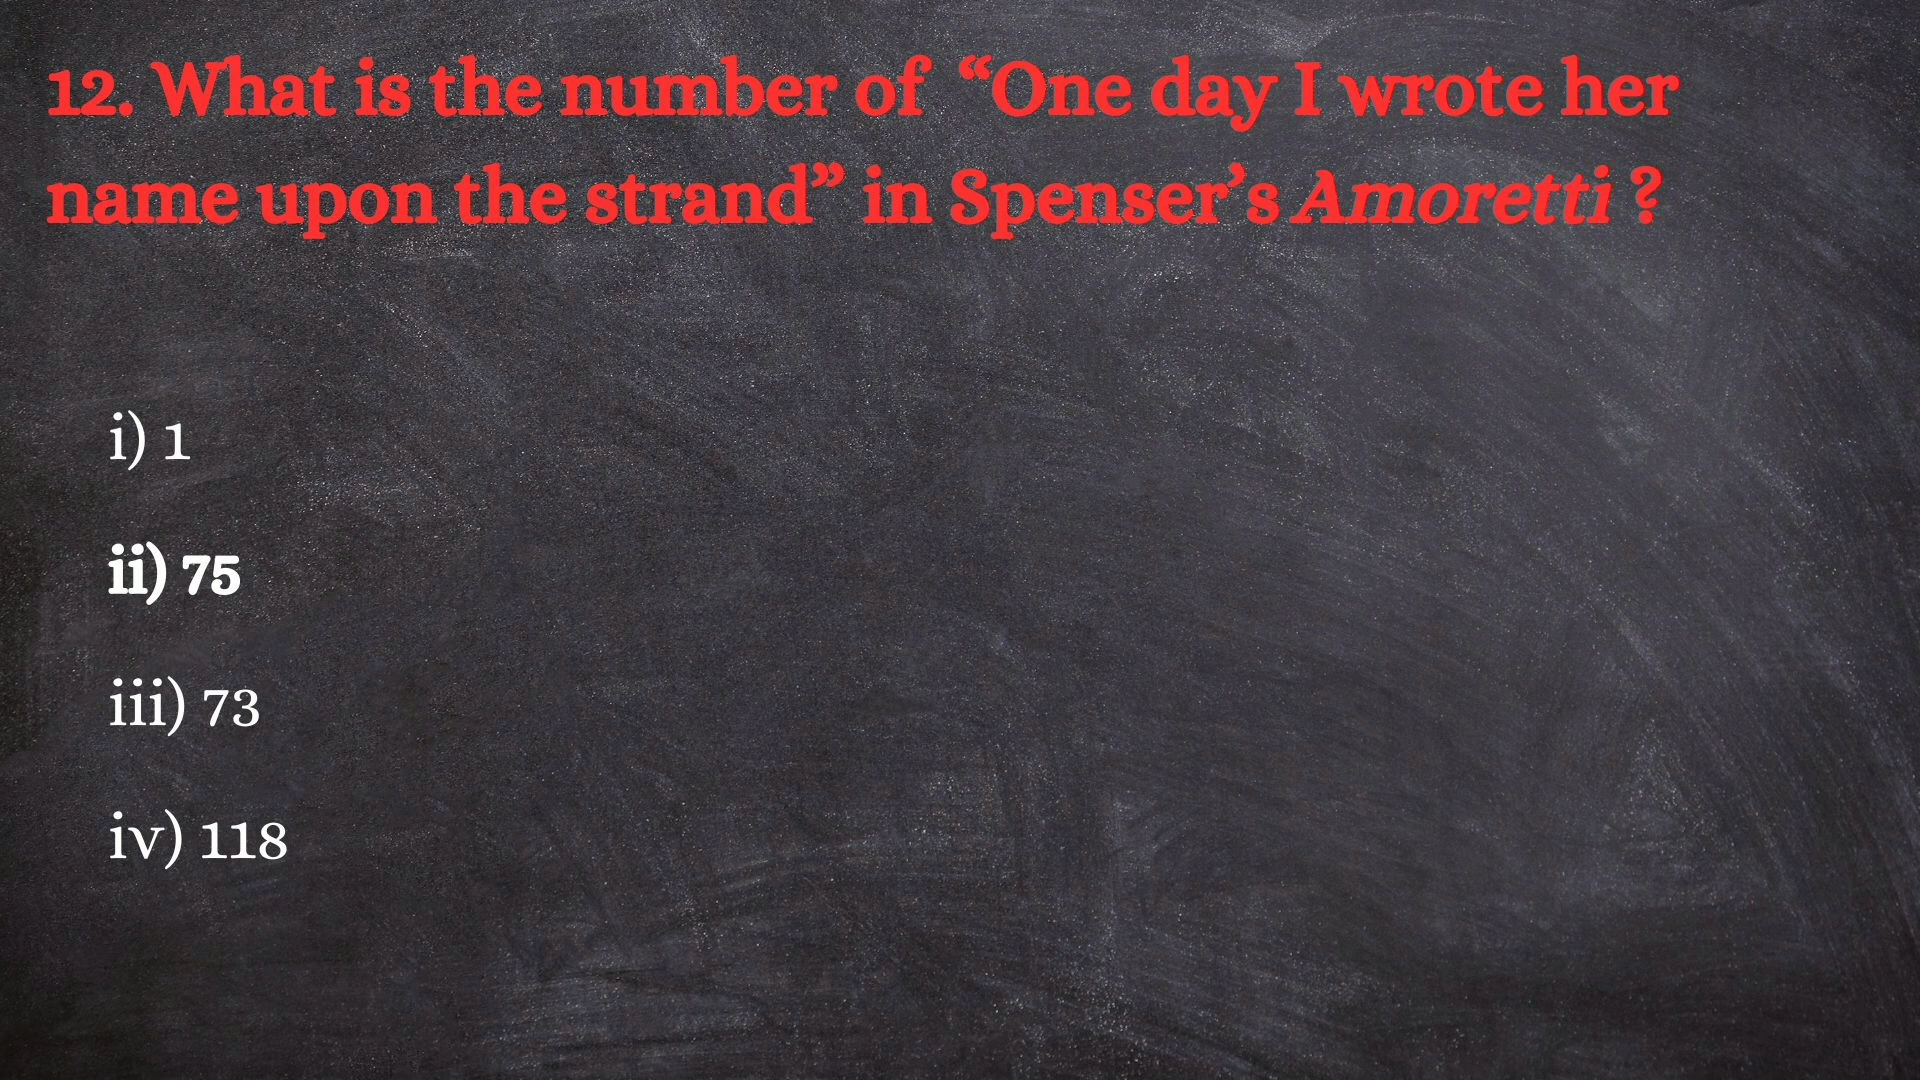 12. What is the number of “One day I wrote her
name upon the strand” in Spenser’s Amoretti ?
i) 1
ii) 75
iii) 73
iv) 118